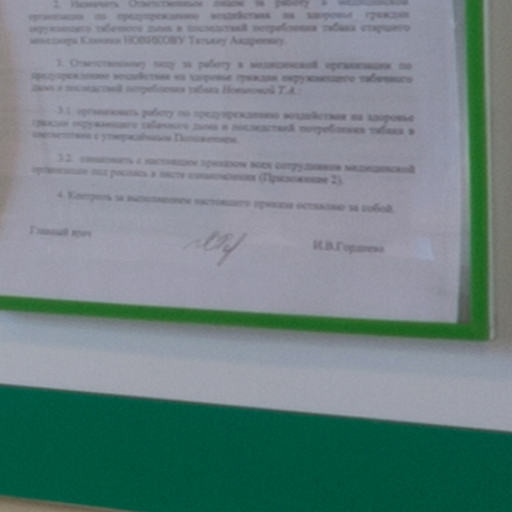 2. Назначить Ответственным лицом за работу в медицинской
организации по предупреждению воздействия на здоровье граждан
окружающего табачного дыма и последствий потребления табака старшего
менеджера Клиники НОВИКОВУ Татьяну Андреевну.
3. Ответственному лицу за работу в медицинской организации по
предупреждению воздействия на здоровье граждан окружающего табачного
дыма и последствий потребления табака Новиковой Т.А.:
3.1. организовать работу по предупреждению воздействия на здоровье
граждан окружающего табачного дыма и последствий потребления табака в
соответствии с утверждённым Положением.
3.2. ознакомить с настоящим приказом всех сотрудников медицинской
организации под роспись в листе ознакомления (Приложение 2).
4. Контроль за выполнением настоящего приказа оставляю за собой.
Главный врач И.В.Гордеева